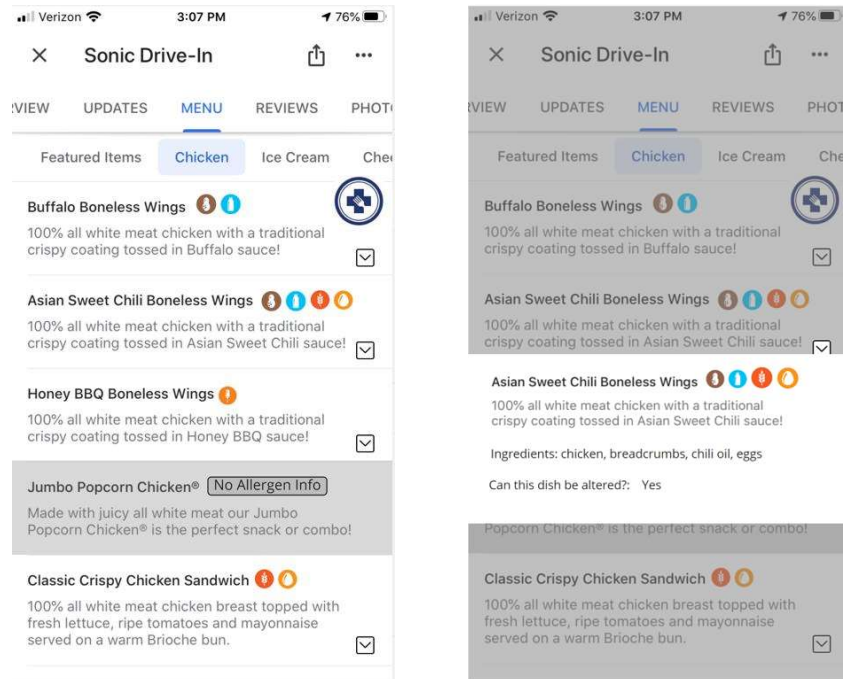 Verizon 3:07 PM 76%
Sonic Drive-In
VIEW UPDATES MENU REVIEWS PHOT
Featured Items Chicken Ice Cream Che
Buffalo Boneless Wings
100% all white meat chicken with a traditional
crispy coating tossed in Buffalo sauce!
Asian Sweet Chili Boneless Wings
100% all white meat chicken with a traditional
crispy coating tossed in Asian Sweet Chili sauce!
Honey BBQ Boneless Wings
100% all white meat chicken with a traditional
crispy coating tossed in Honey BBQ sauce!
Jumbo Popcorn Chicken® No Allergen Info
Made with juicy all white meat our Jumbo
Popcorn Chicken® is the perfect snack or combo!
Classic Crispy Chicken Sandwich
100% all white meat chicken breast topped with
fresh lettuce, ripe tomatoes and mayonnaise
served on a warm Brioche bun.
Verizon 3:07 PM 76%
Sonic Drive-In
VIEW UPDATES MENU REVIEWS PHOT
Featured Items Chicken Ice Cream Che
Buffalo Boneless Wings
100% all white meat chicken with a traditional
crispy coating tossed in Buffalo sauce!
Asian Sweet Chili Boneless Wings
100% all white meat chicken with a traditional
crispy coating tossed in Asian Sweet Chili sauce!
Asian Sweet Chili Boneless Wings
100% all white meat chicken with a traditional
crispy coating tossed in Asian Sweet Chili sauce!
Ingredients: chicken, breadcrumbs, chili oil, eggs
Can this dish be altered?: Yes
Popcorn Chicken® is the perfect snack or combo!
Classic Crispy Chicken Sandwich
100% all white meat chicken breast topped with
fresh lettuce, ripe tomatoes and mayonnaise
served on a warm Brioche bun.